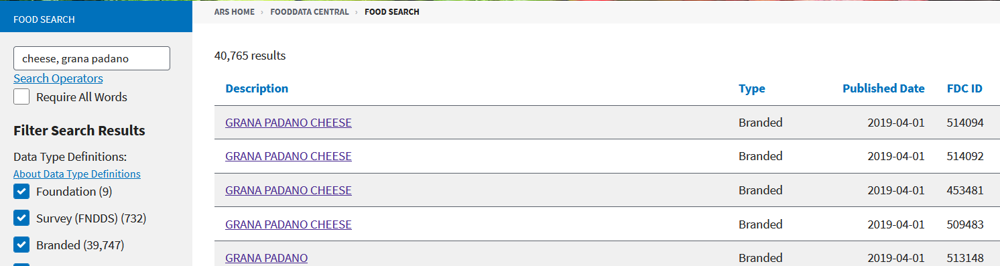 FOOD SEARCH
cheese, grana padano
Search Operators
Require All Words
Filter Search Results
Data Type Definitions:
About Data Type Definitions
Foundation (9)
Survey (FNDDS) (732)
Branded (39,747)
ARS HOME › FOODDATA CENTRAL › FOOD SEARCH
40,765 results
Description Type Published Date FDC ID
GRANA PADANO CHEESE Branded 2019-04-01 514094
GRANA PADANO CHEESE Branded 2019-04-01 514092
GRANA PADANO CHEESE Branded 2019-04-01 453481
GRANA PADANO CHEESE Branded 2019-04-01 509483
GRANA PADANO Branded 2019-04-01 513148